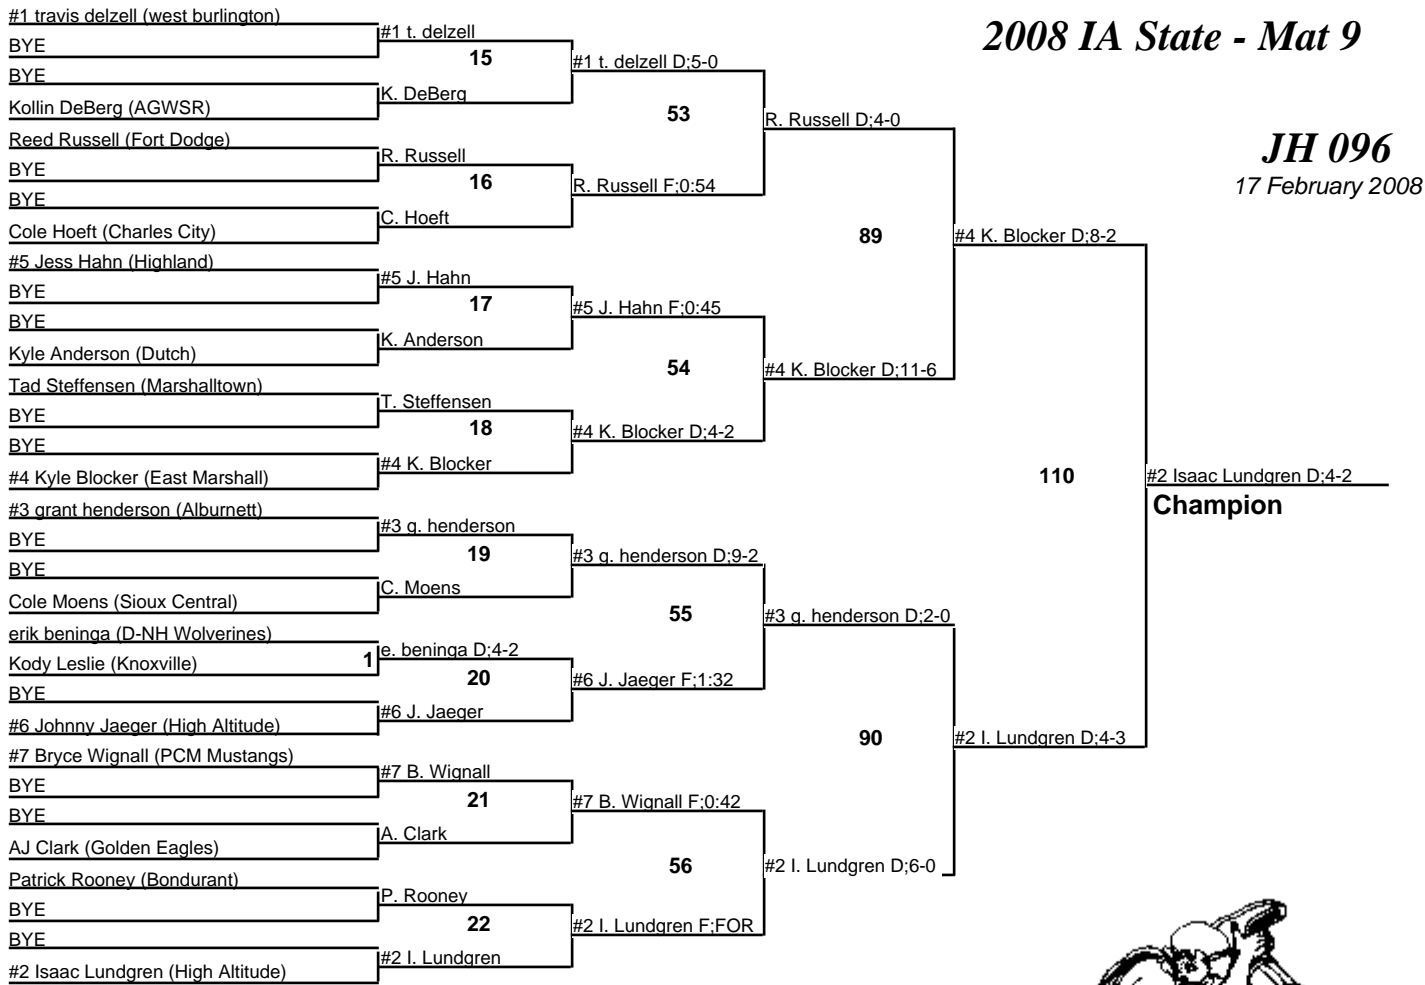 2008 IA State - Mat 9
JH 096
17 February 2008
#1 travis delzell (west burlington)
BYE
BYE
Kollin DeBerg (AGWSR)
Reed Russell (Fort Dodge)
BYE
BYE
Cole Hoeft (Charles City)
#5 Jess Hahn (Highland)
BYE
BYE
Kyle Anderson (Dutch)
Tad Steffensen (Marshalltown)
BYE
BYE
#4 Kyle Blocker (East Marshall)
#3 grant henderson (Alburnett)
BYE
BYE
Cole Moens (Sioux Central)
erik beninga (D-NH Wolverines)
Kody Leslie (Knoxville)
1
BYE
#6 Johnny Jaeger (High Altitude)
#7 Bryce Wignall (PCM Mustangs)
BYE
BYE
AJ Clark (Golden Eagles)
Patrick Rooney (Bondurant)
BYE
BYE
#2 Isaac Lundgren (High Altitude)
#1 t. delzell
15
K. DeBerg
R. Russell
16
C. Hoeft
#5 J. Hahn
17
K. Anderson
T. Steffensen
18
#4 K. Blocker
#3 g. henderson
19
C. Moens
e. beninga D;4-2
20
#6 J. Jaeger
#7 B. Wignall
21
A. Clark
P. Rooney
22
#2 I. Lundgren
#1 t. delzell D;5-0
53
R. Russell F;0:54
#5 J. Hahn F;0:45
54
#4 K. Blocker D;4-2
#3 g. henderson D;9-2
55
#6 J. Jaeger F;1:32
#7 B. Wignall F;0:42
56
#2 I. Lundgren F;FOR
R. Russell D;4-0
89
#4 K. Blocker D;11-6
#3 g. henderson D;2-0
90
#2 I. Lundgren D;6-0
#4 K. Blocker D;8-2
110
#2 I. Lundgren D;4-3
#2 Isaac Lundgren D;4-2
Champion